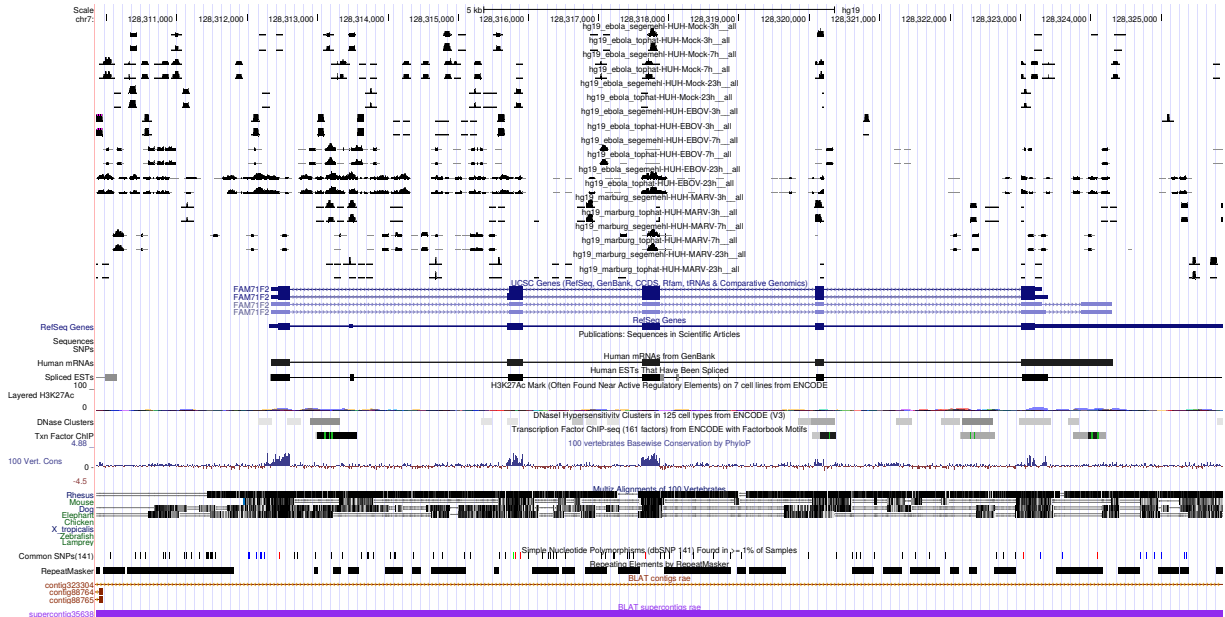 Scale 5 kb hg19
chr7: 128,311,000 128,312,000 128,313,000 128,314,000 128,315,000 128,316,000 128,317,000 128,318,000 128,319,000 128,320,000 128,321,000 128,322,000 128,323,000 128,324,000 128,325,000
hg19_ebola_segemehl-HUH-Mock-3h__all
hg19_ebola_tophat-HUH-Mock-3h__all
hg19_ebola_segemehl-HUH-Mock-7h__all
hg19_ebola_tophat-HUH-Mock-7h__all
hg19_ebola_segemehl-HUH-Mock-23h__all
hg19_ebola_tophat-HUH-Mock-23h__all
hg19_ebola_segemehl-HUH-EBOV-3h__all
hg19_ebola_tophat-HUH-EBOV-3h__all
hg19_ebola_segemehl-HUH-EBOV-7h__all
hg19_ebola_tophat-HUH-EBOV-7h__all
hg19_ebola_segemehl-HUH-EBOV-23h__all
hg19_ebola_tophat-HUH-EBOV-23h__all
hg19_marburg_segemehl-HUH-MARV-3h__all
hg19_marburg_tophat-HUH-MARV-3h__all
hg19_marburg_segemehl-HUH-MARV-7h__all
hg19_marburg_tophat-HUH-MARV-7h__all
hg19_marburg_segemehl-HUH-MARV-23h__all
hg19_marburg_tophat-HUH-MARV-23h__all
UCSC Genes (RefSeq, GenBank, CCDS, Rfam, tRNAs & Comparative Genomics)
FAM71F2
FAM71F2
FAM71F2
FAM71F2
RefSeq Genes
RefSeq Genes
Publications: Sequences in Scientific Articles
Sequences
SNPs
Human mRNAs from GenBank
Human mRNAs
Human ESTs That Have Been Spliced
Spliced ESTs
H3K27Ac Mark (Often Found Near Active Regulatory Elements) on 7 cell lines from ENCODE
100
Layered H3K27Ac
0
DNaseI Hypersensitivity Clusters in 125 cell types from ENCODE (V3)
DNase Clusters
Transcription Factor ChIP-seq (161 factors) from ENCODE with Factorbook Motifs
Txn Factor ChIP
100 vertebrates Basewise Conservation by PhyloP
4.88
100 Vert. Cons
0
-4.5
Multiz Alignments of 100 Vertebrates
Rhesus
Mouse
Dog
Elephant
Chicken
X_tropicalis
Zebrafish
Lamprey
Simple Nucleotide Polymorphisms (dbSNP 141) Found in >= 1% of Samples
Common SNPs(141)
Repeating Elements by RepeatMasker
RepeatMasker
BLAT contigs rae
contig323304
contig88764
contig88765
BLAT supercontigs rae
supercontig35638